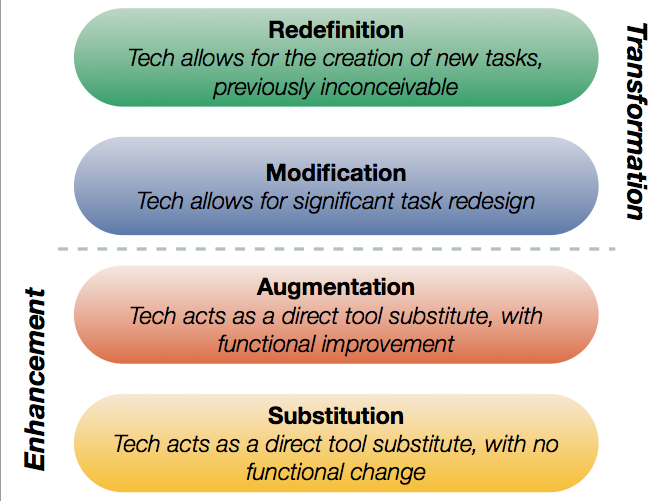 Redefinition
Tech allows for the creation of new tasks,
previously inconceivable
Transformation
Modification
Tech allows for significant task redesign
Enhancement
Augmentation
Tech acts as a direct tool substitute, with
functional improvement
Substitution
Tech acts as a direct tool substitute, with no
functional change